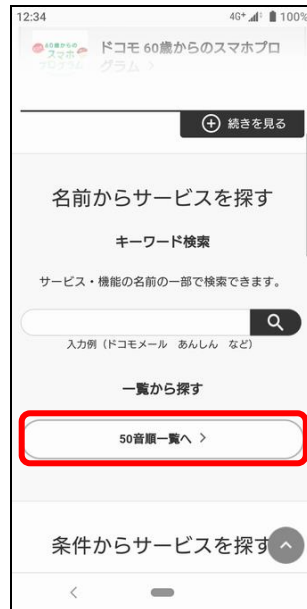 12:34
4G+
100%
60歳からの
スマホ
プログラム
ドコモ 60歳からのスマホプロ
グラム >
続きを見る
名前からサービスを探す
キーワード検索
サービス・機能の名前の一部で検索できます。
入力例（ドコモメール　あんしん　など）
一覧から探す
50音順一覧へ >
条件からサービスを探す